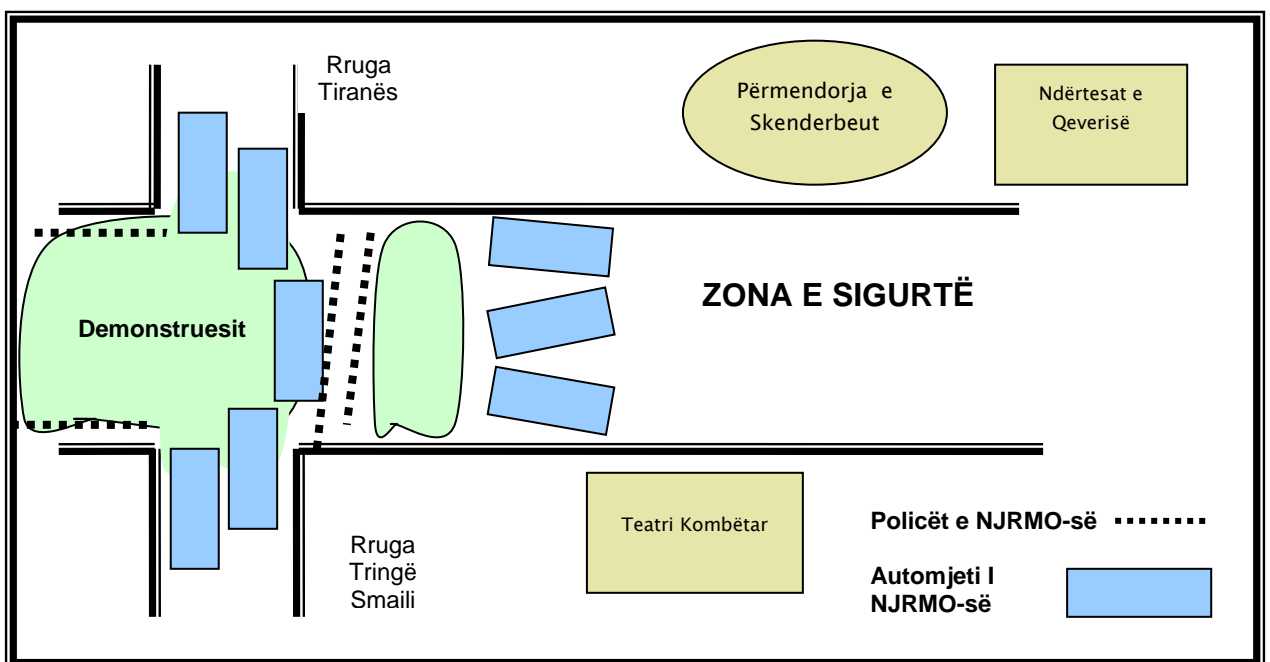 Rruga
Tiranës
Përmendorja e
Skenderbeut
Ndërtesat e
Qeverisë
ZONA E SIGURTË
Demonstruesit
Teatri Kombëtar
Rruga
Tringë
Smaili
Policët e NJRMO-së
Automjeti I
NJRMO-së